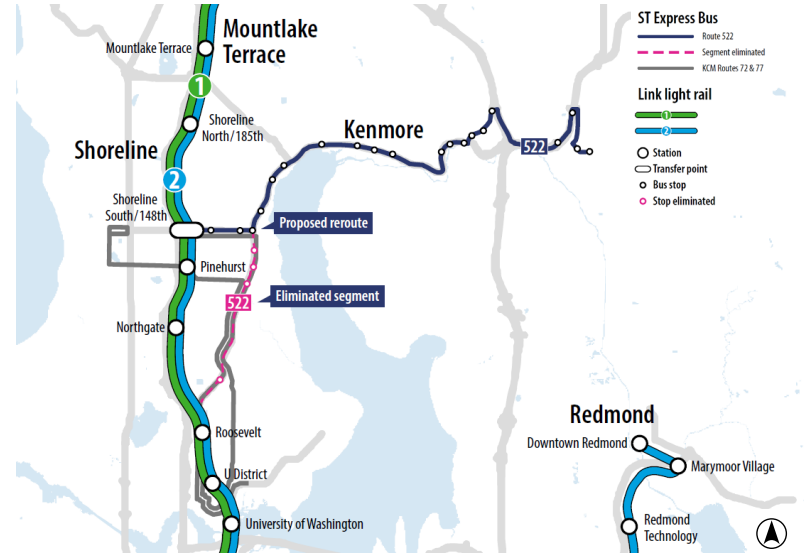 Mountlake
Terrace
Mountlake Terrace
1
Shoreline
North/185th
Shoreline
2
Kenmore
522
Shoreline
South/148th
Proposed reroute
Pinehurst
522
Eliminated segment
Northgate
Roosevelt
U District
University of Washington
Redmond
Downtown Redmond
Marymoor Village
Redmond
Technology
ST Express Bus
Route 522
Segment eliminated
KCM Routes 72 & 77
Link light rail
1
2
Station
Transfer point
Bus stop
Stop eliminated